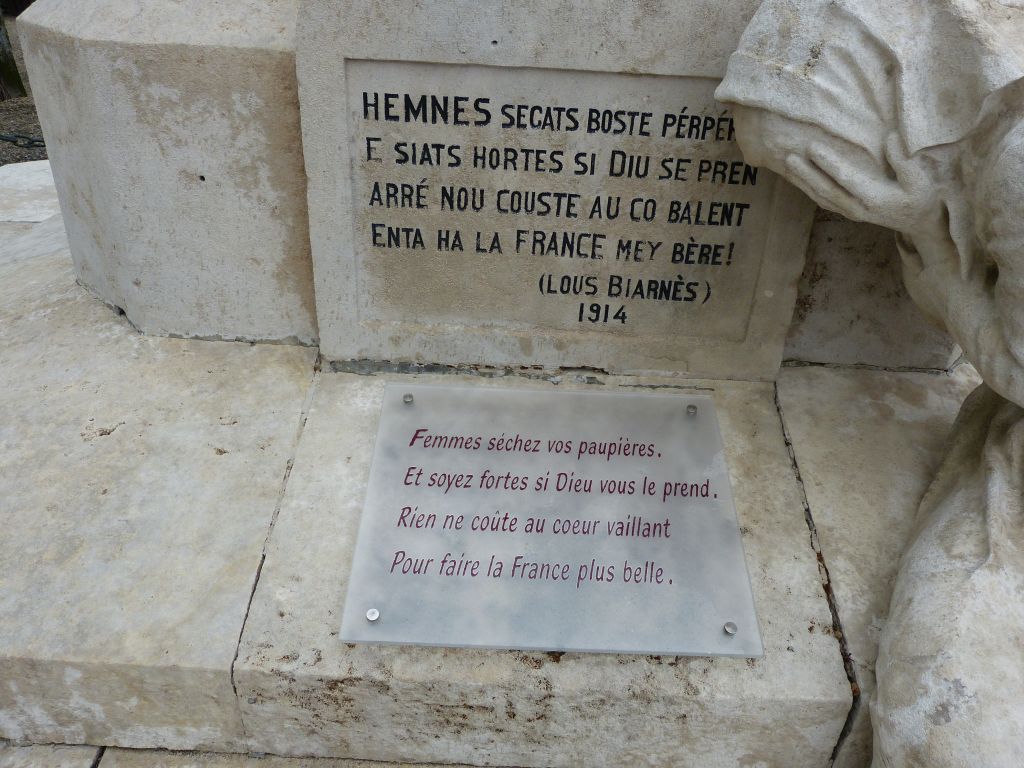 HEMNES SECATS BOSTE
E SIATS HORTES SI DIU SE PREN
ARRÉ NOU COUSTE AU CO BALENT
ENTA HA LA FRANCE MEY BÈRE!
(LOUS BIARNÈS)
1914
Femmes séchez vos paupières.
Et soyez fortes si Dieu vous le prend.
Rien ne coûte au coeur vaillant
Pour faire la France plus belle.